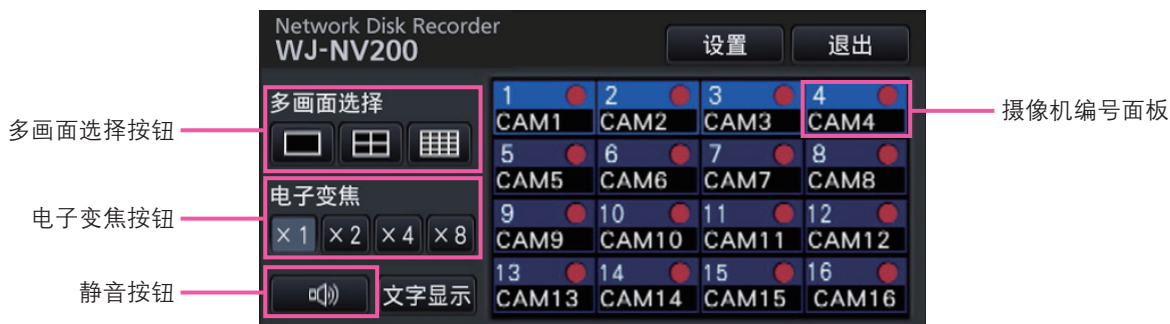 Network Disk Recorder
WJ-NV200
设置 退出
多画面选择
多画面选择按钮
电子变焦
× 1 × 2 × 4 × 8
电子变焦按钮
静音按钮
文字显示
1 2 3 4
CAM1 CAM2 CAM3 CAM4
摄像机编号面板
5 6 7 8
CAM5 CAM6 CAM7 CAM8
9 10 11 12
CAM9 CAM10 CAM11 CAM12
13 14 15 16
CAM13 CAM14 CAM15 CAM16